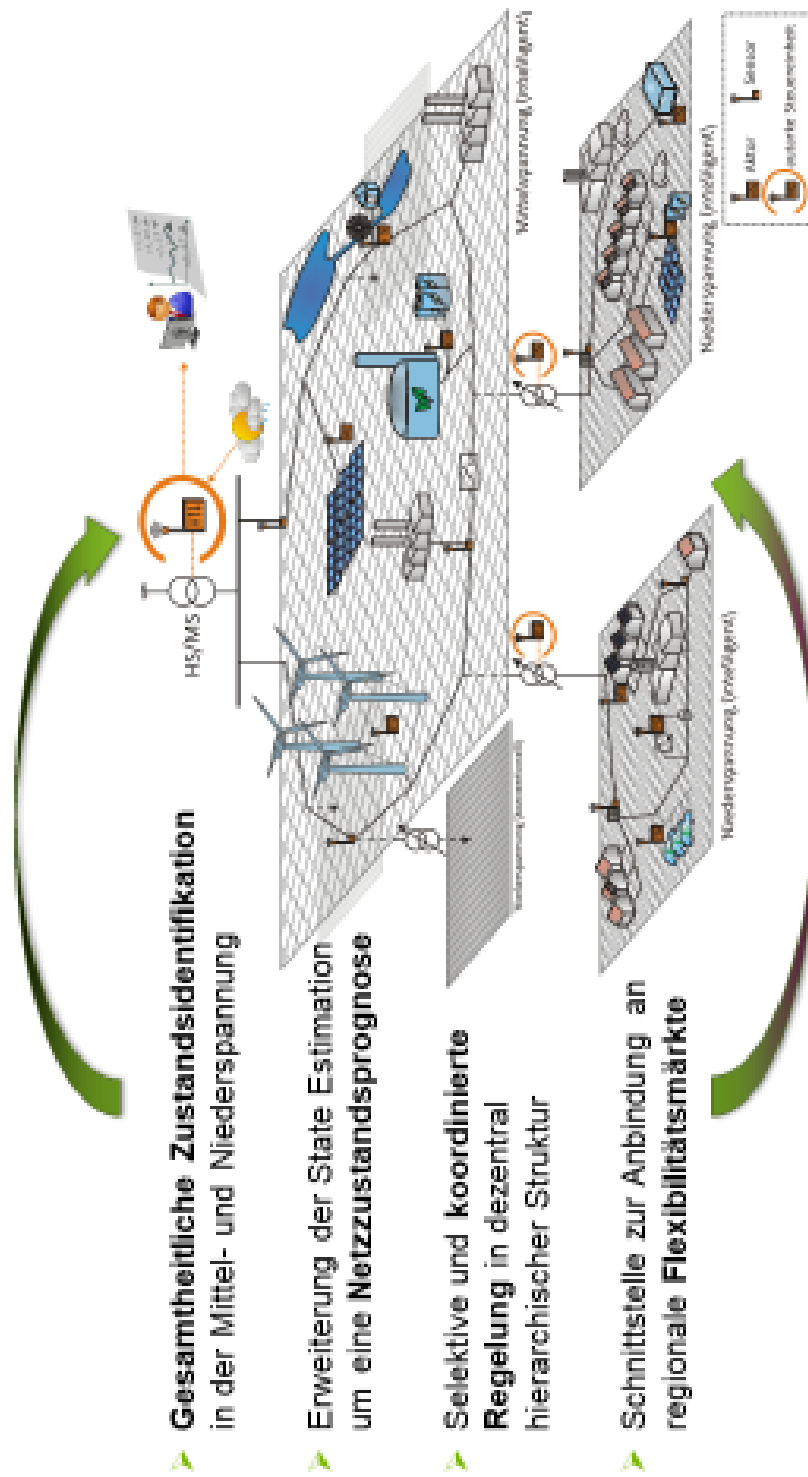 Gesamtheitliche Zustandsidentifikation
in der Mittel- und Niederspannung
Erweiterung der State Estimation
um eine Netzzustandsprognose
Selektive und koordinierte
Regelung in dezentral
hierarchischer Struktur
Schnittstelle zur Anbindung an
regionale Flexibilitätsmärkte
HS/MS
Mittelspannung (intelligent)
Niederspannung (intelligent)
Niederspannung (intelligent)
Aktor
Sensor
Steuereinheit